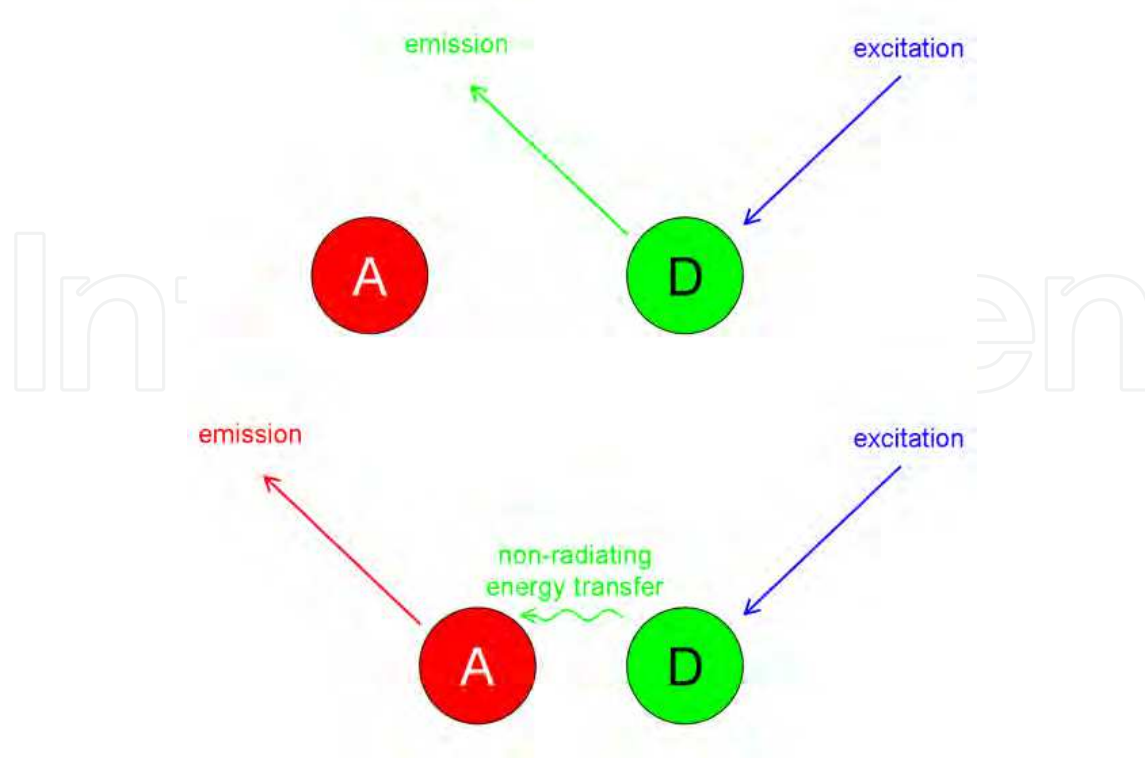 emission
excitation
A
D
emission
excitation
non-radiating
energy transfer
A
D